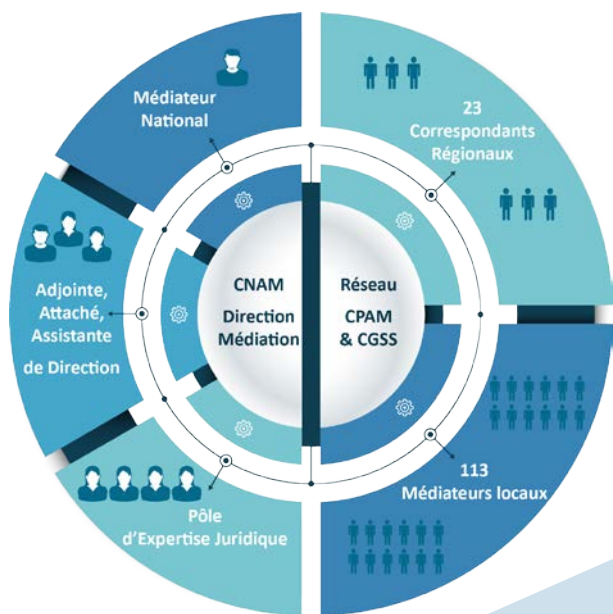 Médiateur
National
23
Correspondants
Régionaux
Adjointe,
Attaché,
Assistante
de Direction
CNAM
Direction
Médiation
Réseau
CPAM
& CGSS
Pôle
d'Expertise Juridique
113
Médiateurs locaux